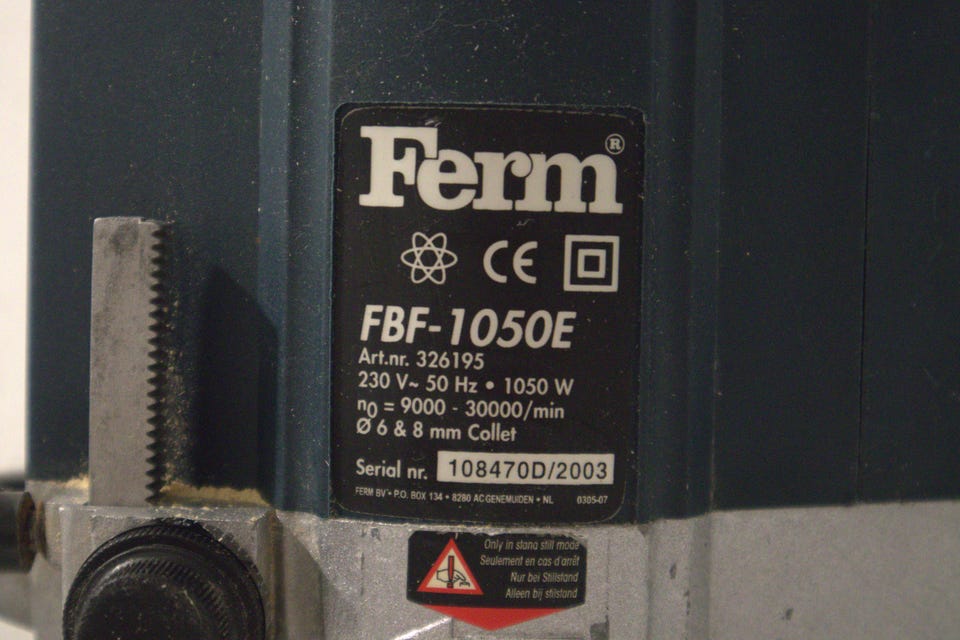 Ferm®
CE
FBF-1050E
Art.nr. 326195
230 V~ 50 Hz • 1050 W
n0 = 9000 - 30000/min
Ø 6 & 8 mm Collet
Serial nr. 108470D/2003
FERM BV • P.O. BOX 134 • 8280 AC GENEMUIDEN • NL 0305-07
Only in stand still mode
Seulement en cas d'arrêt
Nur bei Stillstand
Alleen bij stilstand